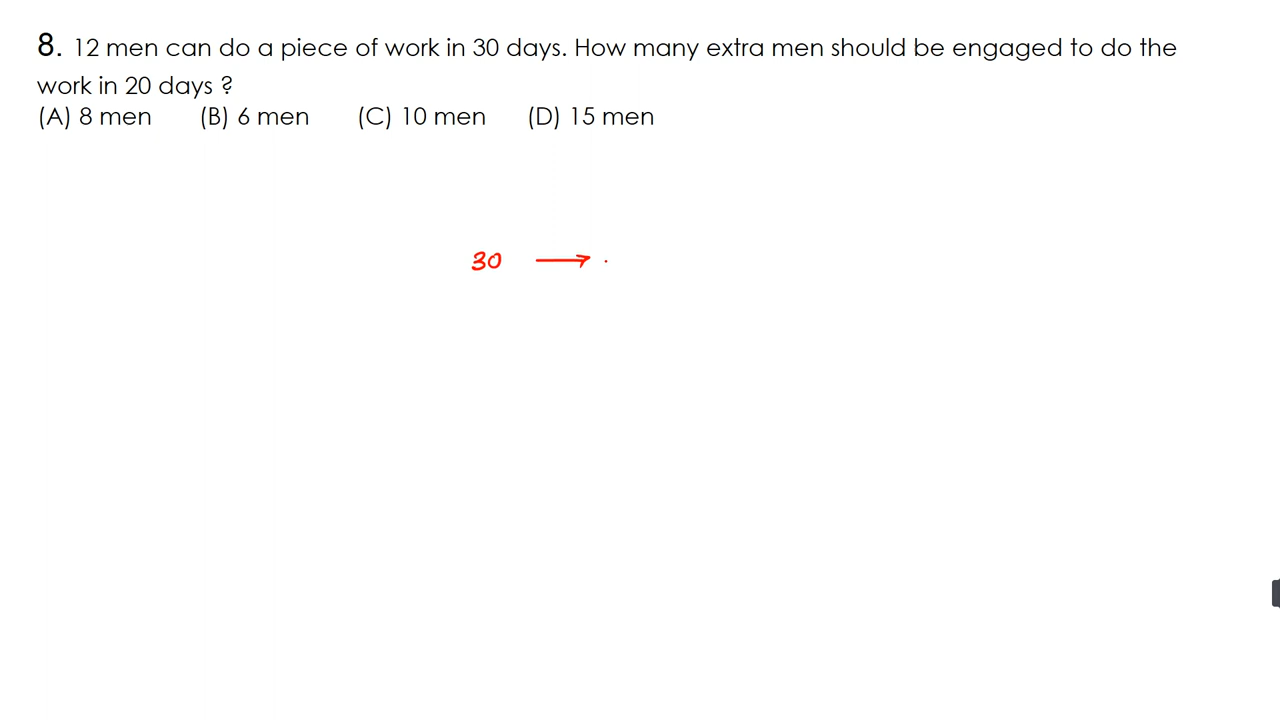 8. 12 men can do a piece of work in 30 days. How many extra men should be engaged to do the
work in 20 days ?
(A) 8 men (B) 6 men (C) 10 men (D) 15 men
30 →